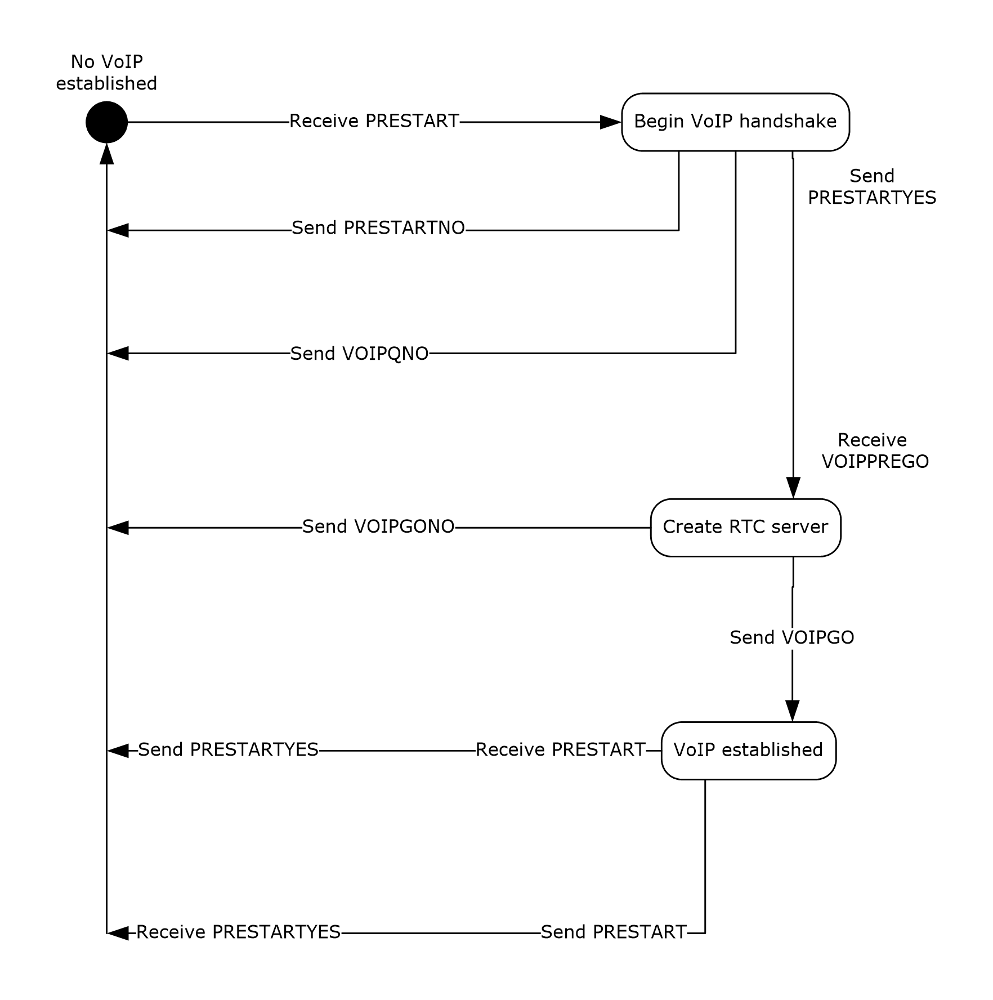 No VoIP
established
Receive PRESTART
Begin VoIP handshake
Send
PRESTARTYES
Send PRESTARTNO
Send VOIPQNO
Receive
VOIPPREGO
Send VOIPGONO
Create RTC server
Send VOIPGO
Send PRESTARTYES
Receive PRESTART
VoIP established
Receive PRESTARTYES
Send PRESTART